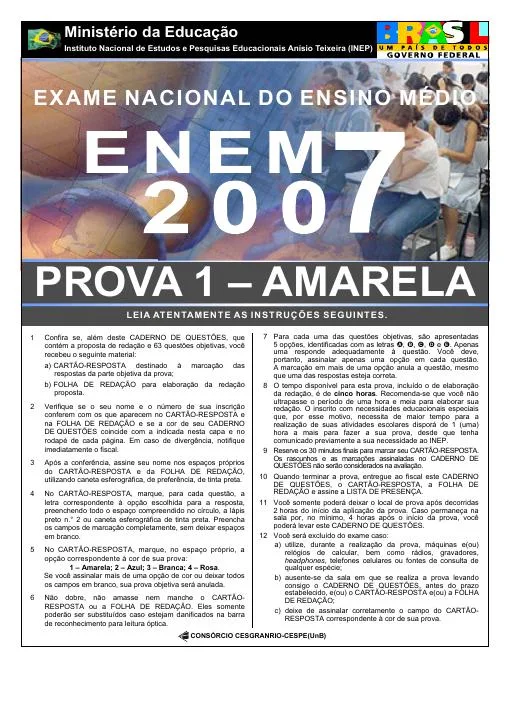 Ministério da Educação
Instituto Nacional de Estudos e Pesquisas Educacionais Anísio Teixeira (INEP)
BRASIL
UM PAÍS DE TODOS
GOVERNO FEDERAL
EXAME NACIONAL DO ENSINO MÉDIO
ENEM
2007
PROVA 1 – AMARELA
LEIA ATENTAMENTE AS INSTRUÇÕES SEGUINTES.
1 Confira se, além deste CADERNO DE QUESTÕES, que
contém a proposta de redação e 63 questões objetivas, você
recebeu o seguinte material:
a) CARTÃO-RESPOSTA destinado à marcação das
respostas da parte objetiva da prova;
b) FOLHA DE REDAÇÃO para elaboração da redação
proposta.
2 Verifique se o seu nome e o número de sua inscrição
conferem com os que aparecem no CARTÃO-RESPOSTA e
na FOLHA DE REDAÇÃO e se a cor de seu CADERNO
DE QUESTÕES coincide com a indicada nesta capa e no
rodapé de cada página. Em caso de divergência, notifique
imediatamente o fiscal.
3 Após a conferência, assine seu nome nos espaços próprios
do CARTÃO-RESPOSTA e da FOLHA DE REDAÇÃO,
utilizando caneta esferográfica, de preferência, de tinta preta.
4 No CARTÃO-RESPOSTA, marque, para cada questão, a
letra correspondente à opção escolhida para a resposta,
preenchendo todo o espaço compreendido no círculo, a lápis
preto n.° 2 ou caneta esferográfica de tinta preta. Preencha
os campos de marcação completamente, sem deixar espaços
em branco.
5 No CARTÃO-RESPOSTA, marque, no espaço próprio, a
opção correspondente à cor de sua prova:
1 – Amarela; 2 – Azul; 3 – Branca; 4 – Rosa.
Se você assinalar mais de uma opção de cor ou deixar todos
os campos em branco, sua prova objetiva será anulada.
6 Não dobre, não amasse nem manche o CARTÃO-
RESPOSTA ou a FOLHA DE REDAÇÃO. Eles somente
poderão ser substituídos caso estejam danificados na barra
de reconhecimento para leitura óptica.
7 Para cada uma das questões objetivas, são apresentadas
5 opções, identificadas com as letras A, B, C, D e E. Apenas
uma responde adequadamente à questão. Você deve,
portanto, assinalar apenas uma opção em cada questão.
A marcação em mais de uma opção anula a questão, mesmo
que uma das respostas esteja correta.
8 O tempo disponível para esta prova, incluído o de elaboração
da redação, é de cinco horas. Recomenda-se que você não
ultrapasse o período de uma hora e meia para elaborar sua
redação. O inscrito com necessidades educacionais especiais
que, por esse motivo, necessita de maior tempo para a
realização de suas atividades escolares disporá de 1 (uma)
hora a mais para fazer a sua prova, desde que tenha
comunicado previamente a sua necessidade ao INEP.
9 Reserve os 30 minutos finais para marcar seu CARTÃO-RESPOSTA.
Os rascunhos e as marcações assinaladas no CADERNO DE
QUESTÕES não serão considerados na avaliação.
10 Quando terminar a prova, entregue ao fiscal este CADERNO
DE QUESTÕES, o CARTÃO-RESPOSTA, a FOLHA DE
REDAÇÃO e assine a LISTA DE PRESENÇA.
11 Você somente poderá deixar o local de prova após decorridas
2 horas do início da aplicação da prova. Caso permaneça na
sala por, no mínimo, 4 horas após o início da prova, você
poderá levar este CADERNO DE QUESTÕES.
12 Você será excluído do exame caso:
a) utilize, durante a realização da prova, máquinas e(ou)
relógios de calcular, bem como rádios, gravadores,
headphones, telefones celulares ou fontes de consulta de
qualquer espécie;
b) ausente-se da sala em que se realiza a prova levando
consigo o CADERNO DE QUESTÕES, antes do prazo
estabelecido, e(ou) o CARTÃO-RESPOSTA e(ou) a FOLHA
DE REDAÇÃO;
c) deixe de assinalar corretamente o campo do CARTÃO-
RESPOSTA correspondente à cor de sua prova.
CONSÓRCIO CESGRANRIO-CESPE(UnB)